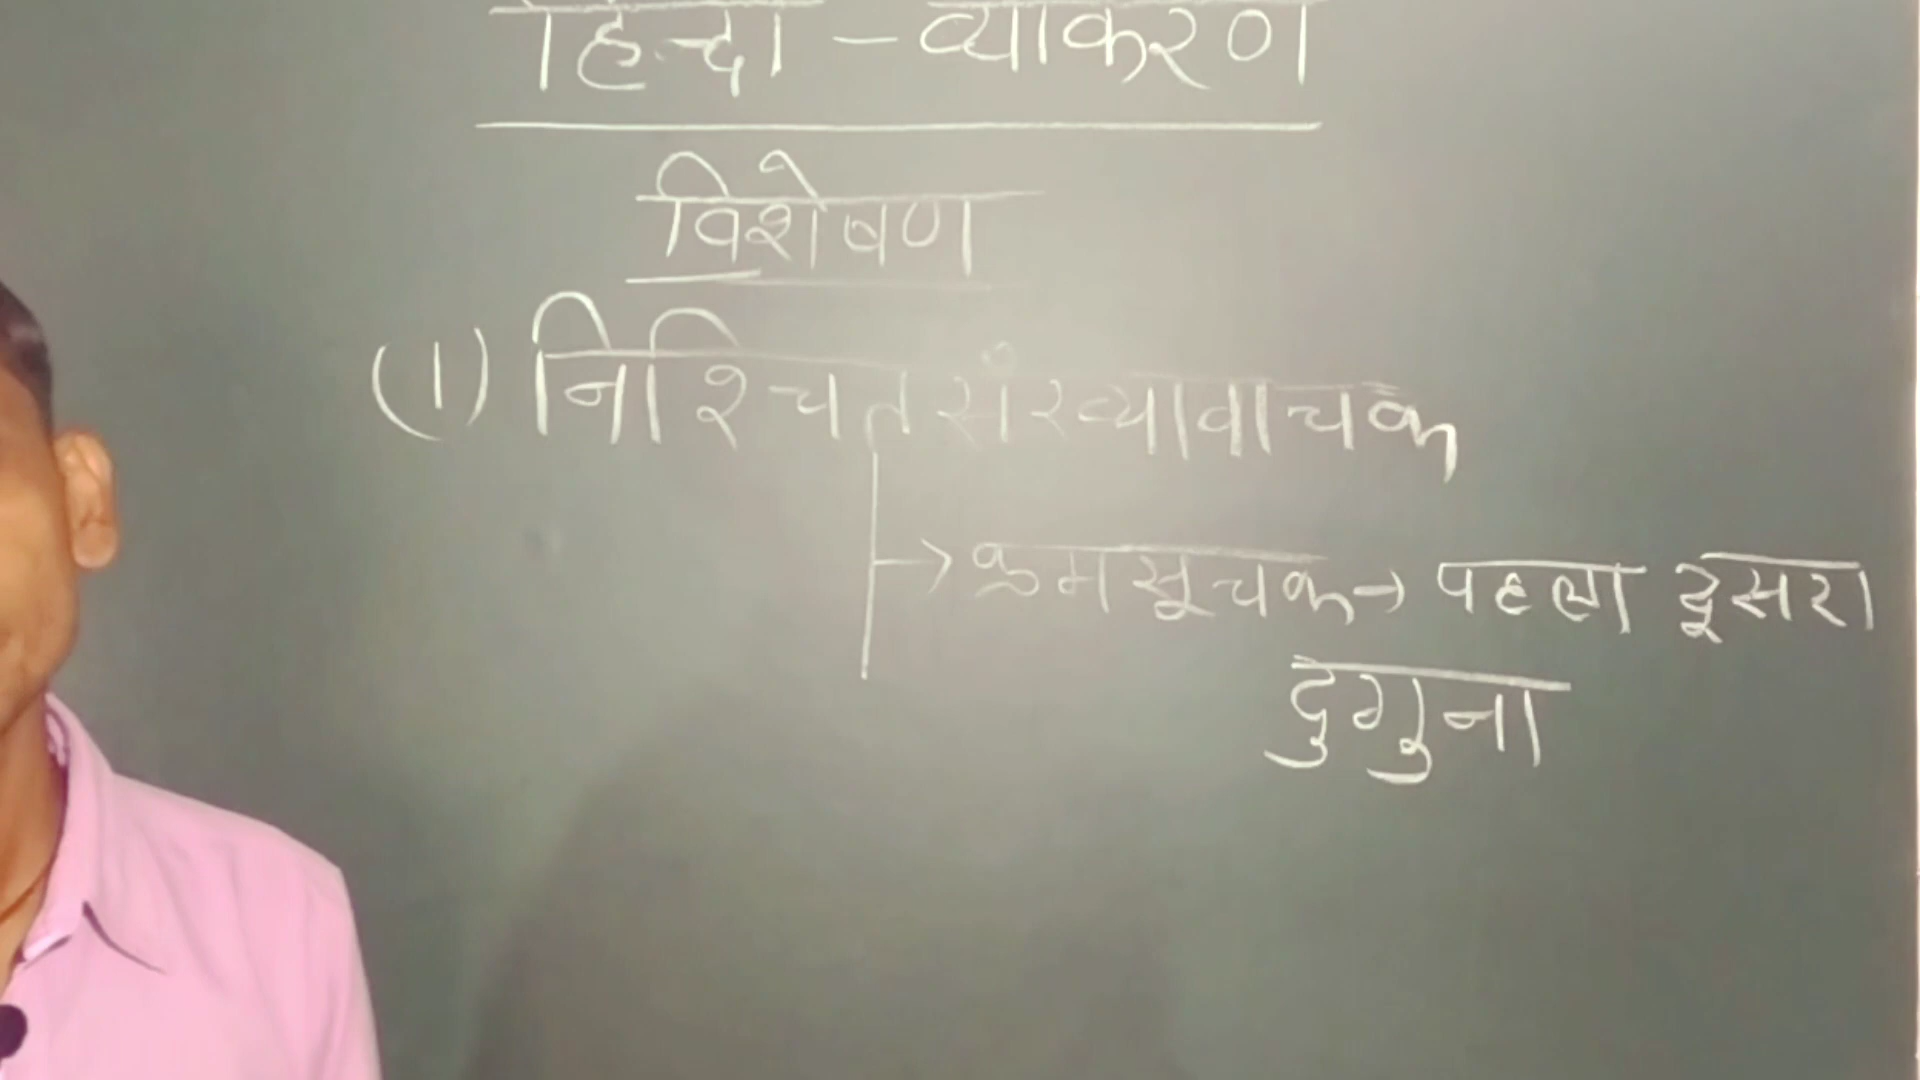 हिन्दी - व्याकरण
विशेषण
(1) निश्चित संख्यावाचक
→ क्रमसूचक → पहला दूसरा
दुगुना